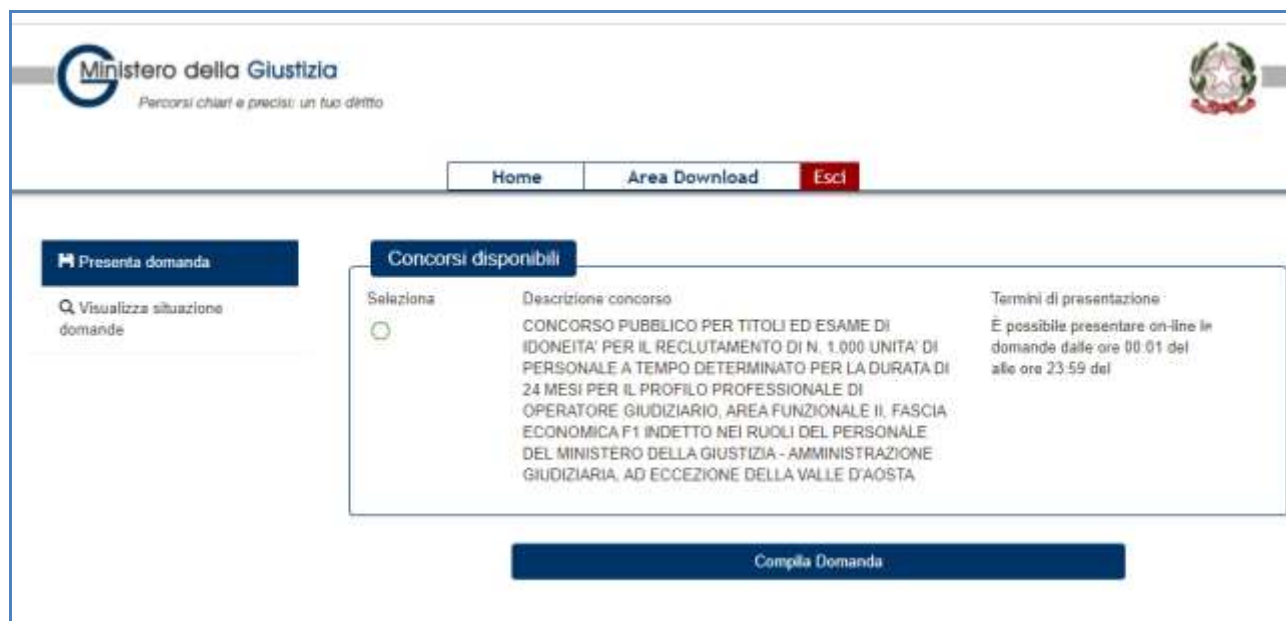 Ministero della Giustizia
Percorsi chiari e precisi: un tuo diritto
Home
Area Download
Esci
Presenta domanda
Visualizza situazione
domande
Concorsi disponibili
Seleziona
Descrizione concorso
CONCORSO PUBBLICO PER TITOLI ED ESAME DI
IDONEITA' PER IL RECLUTAMENTO DI N. 1.000 UNITA' DI
PERSONALE A TEMPO DETERMINATO PER LA DURATA DI
24 MESI PER IL PROFILO PROFESSIONALE DI
OPERATORE GIUDIZIARIO, AREA FUNZIONALE II, FASCIA
ECONOMICA F1 INDETTO NEI RUOLI DEL PERSONALE
DEL MINISTERO DELLA GIUSTIZIA - AMMINISTRAZIONE
GIUDIZIARIA, AD ECCEZIONE DELLA VALLE D'AOSTA
Termini di presentazione
È possibile presentare on-line le
domande dalle ore 00:01 del
alle ore 23:59 del
Compila Domanda